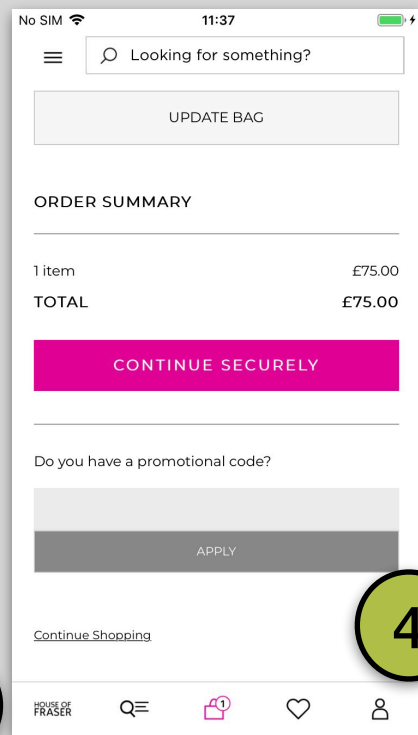 No SIM 11:37
Looking for something?
UPDATE BAG
ORDER SUMMARY
1 item £75.00
TOTAL £75.00
CONTINUE SECURELY
Do you have a promotional code?
APPLY
4
Continue Shopping
HOUSE OF
FRASER
1